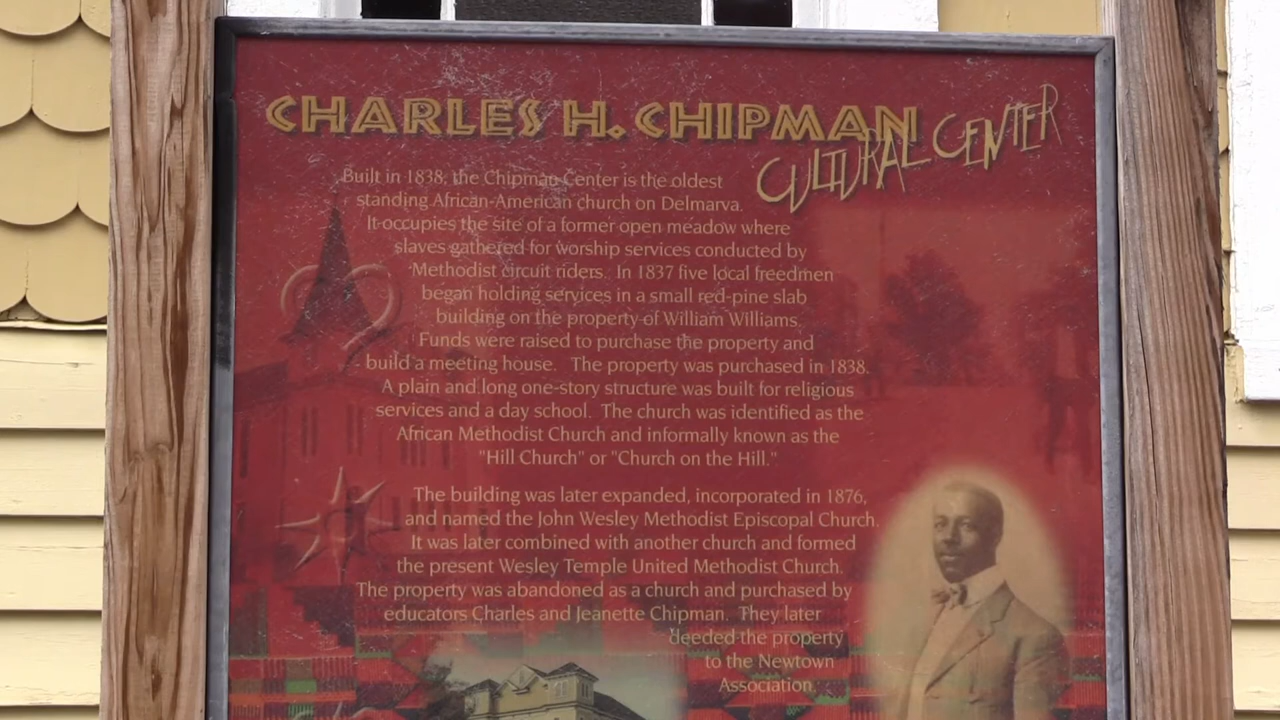 CHARLES H. CHIPMAN
CULTURAL CENTER
Built in 1838, the Chipman Center is the oldest
standing African-American church on Delmarva.
It occupies the site of a former open meadow where
slaves gathered for worship services conducted by
Methodist circuit riders. In 1837 five local freedmen
began holding services in a small red-pine slab
building on the property of William Williams.
Funds were raised to purchase the property and
build a meeting house. The property was purchased in 1838.
A plain and long one-story structure was built for religious
services and a day school. The church was identified as the
African Methodist Church and informally known as the
"Hill Church" or "Church on the Hill."
The building was later expanded, incorporated in 1876,
and named the John Wesley Methodist Episcopal Church.
It was later combined with another church and formed
the present Wesley Temple United Methodist Church.
The property was abandoned as a church and purchased by
educators Charles and Jeanette Chipman. They later
deeded the property
to the Newtown
Association.